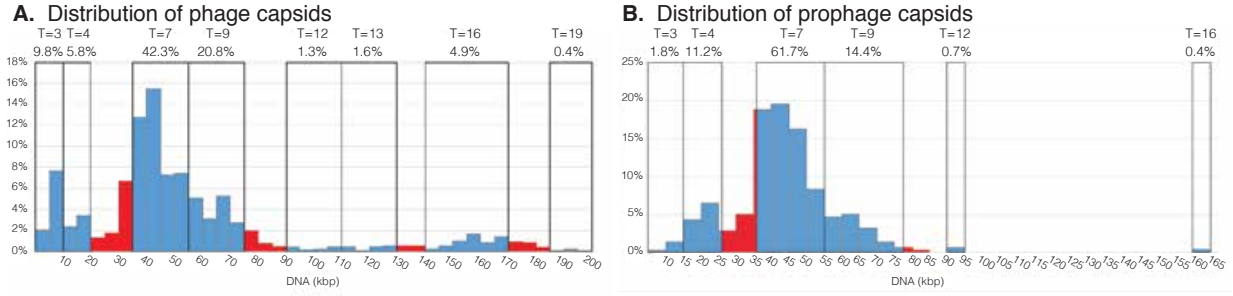 A. Distribution of phage capsids
T=3 T=4 T=7 T=9 T=12 T=13 T=16 T=19
9.8% 5.8% 42.3% 20.8% 1.3% 1.6% 4.9% 0.4%
18%
16%
14%
12%
10%
8%
6%
4%
2%
0%
10 20 30 40 50 60 70 80 90 100 110 120 130 140 150 160 170 180 190 200
DNA (kbp)
B. Distribution of prophage capsids
T=3 T=4 T=7 T=9 T=12 T=16
1.8% 11.2% 61.7% 14.4% 0.7% 0.4%
25%
20%
15%
10%
5%
0%
10 15 20 25 30 35 40 45 50 55 60 65 70 75 80 85 90 95 100 105 110 115 120 125 130 135 140 145 150 155 160 165
DNA (kbp)